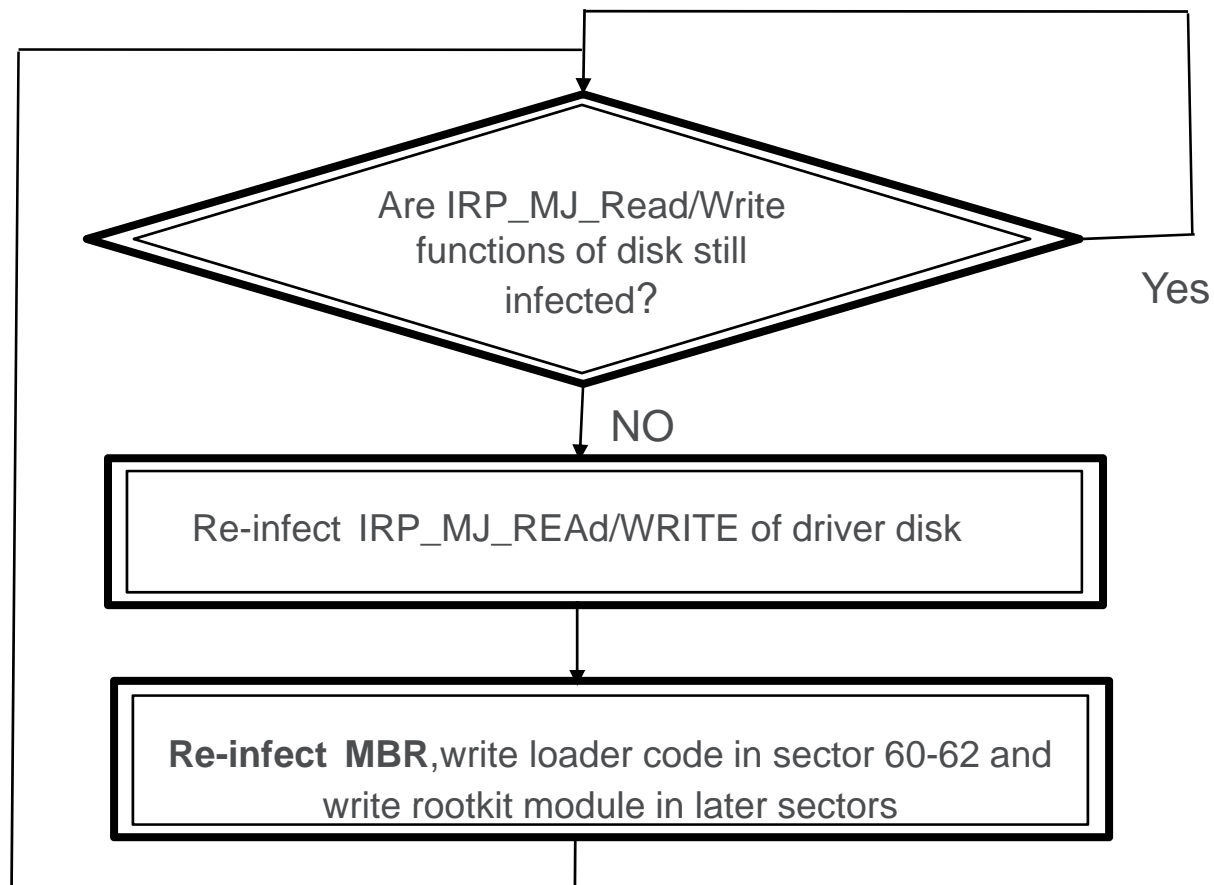 Are IRP_MJ_Read/Write
functions of disk still
infected?
Yes
NO
Re-infect IRP_MJ_REAd/WRITE of driver disk
Re-infect MBR,write loader code in sector 60-62 and
write rootkit module in later sectors